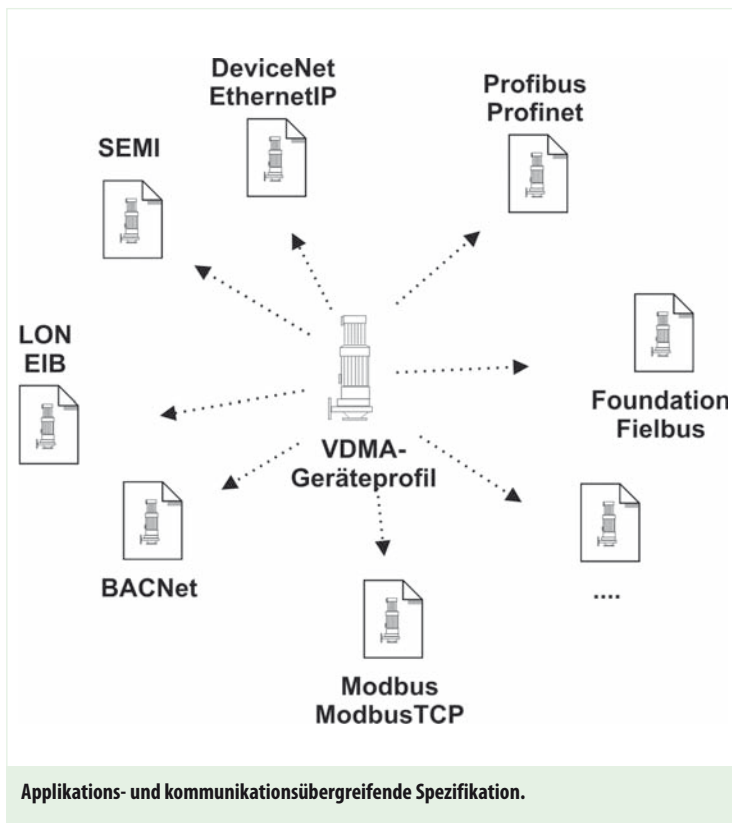 DeviceNet
EthernetIP
Profibus
Profinet
SEMI
LON
EIB
Foundation
Fielbus
VDMA-
Geräteprofil
BACNet
....
Modbus
ModbusTCP
Applikations- und kommunikationsübergreifende Spezifikation.